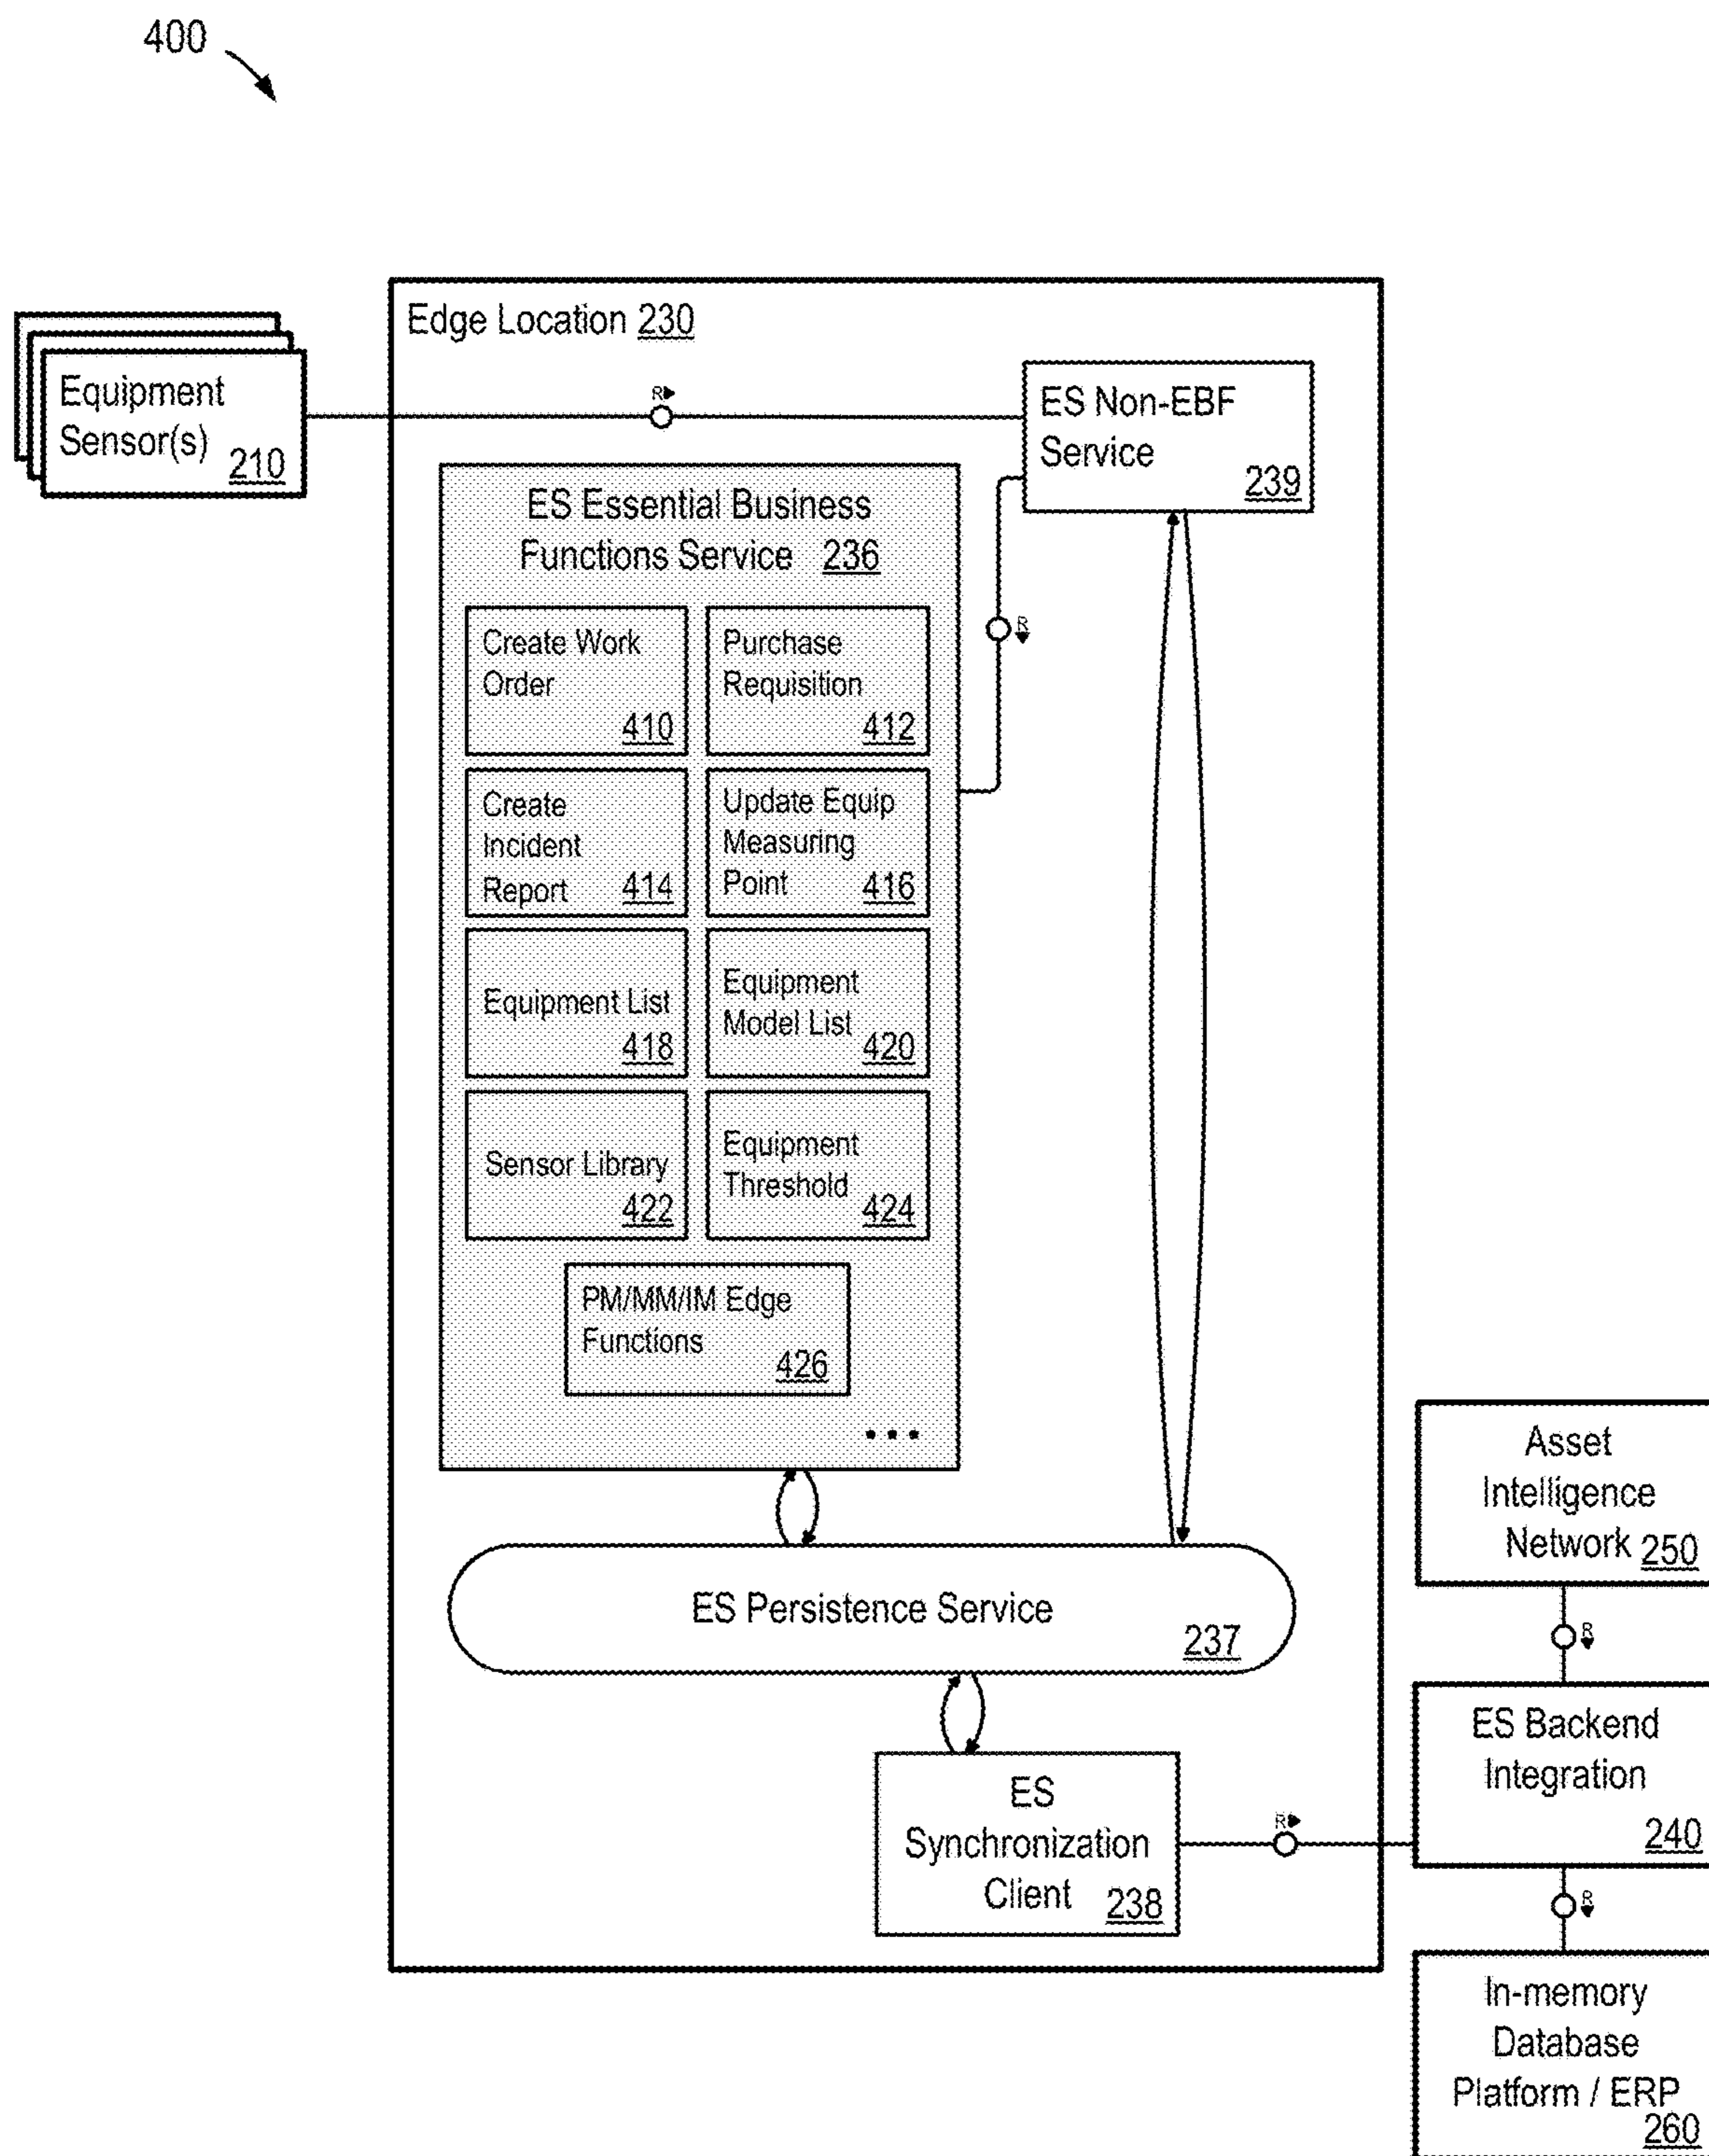 400
Edge Location 230
Equipment
Sensor(s) 210
R
ES Non-EBF
Service
239
ES Essential Business
Functions Service 236
R
Create Work
Order
410
Purchase
Requisition
412
Create
Incident
Report 414
Update Equip
Measuring
Point 416
Equipment List
418
Equipment
Model List
420
Sensor Library
422
Equipment
Threshold
424
PM/MM/IM Edge
Functions
426
...
ES Persistence Service
237
ES
Synchronization
Client 238
R
Asset
Intelligence
Network 250
R
ES Backend
Integration
240
R
In-memory
Database
Platform / ERP
260